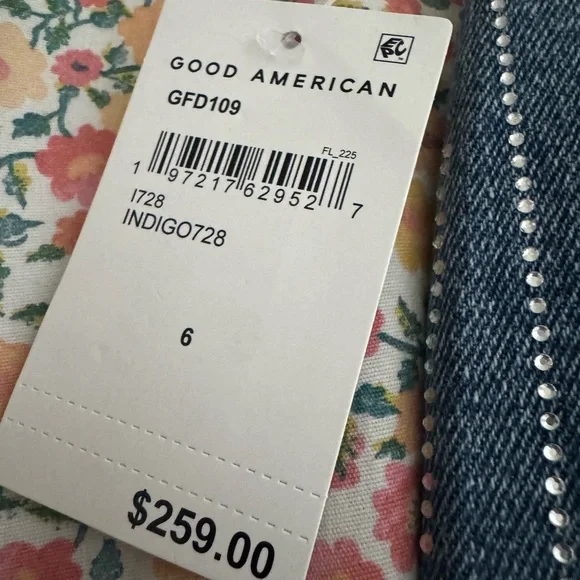 GOOD AMERICAN
GFD109
FL_225
1 97217 62952 7
I728
INDIGO728
6
$259.00